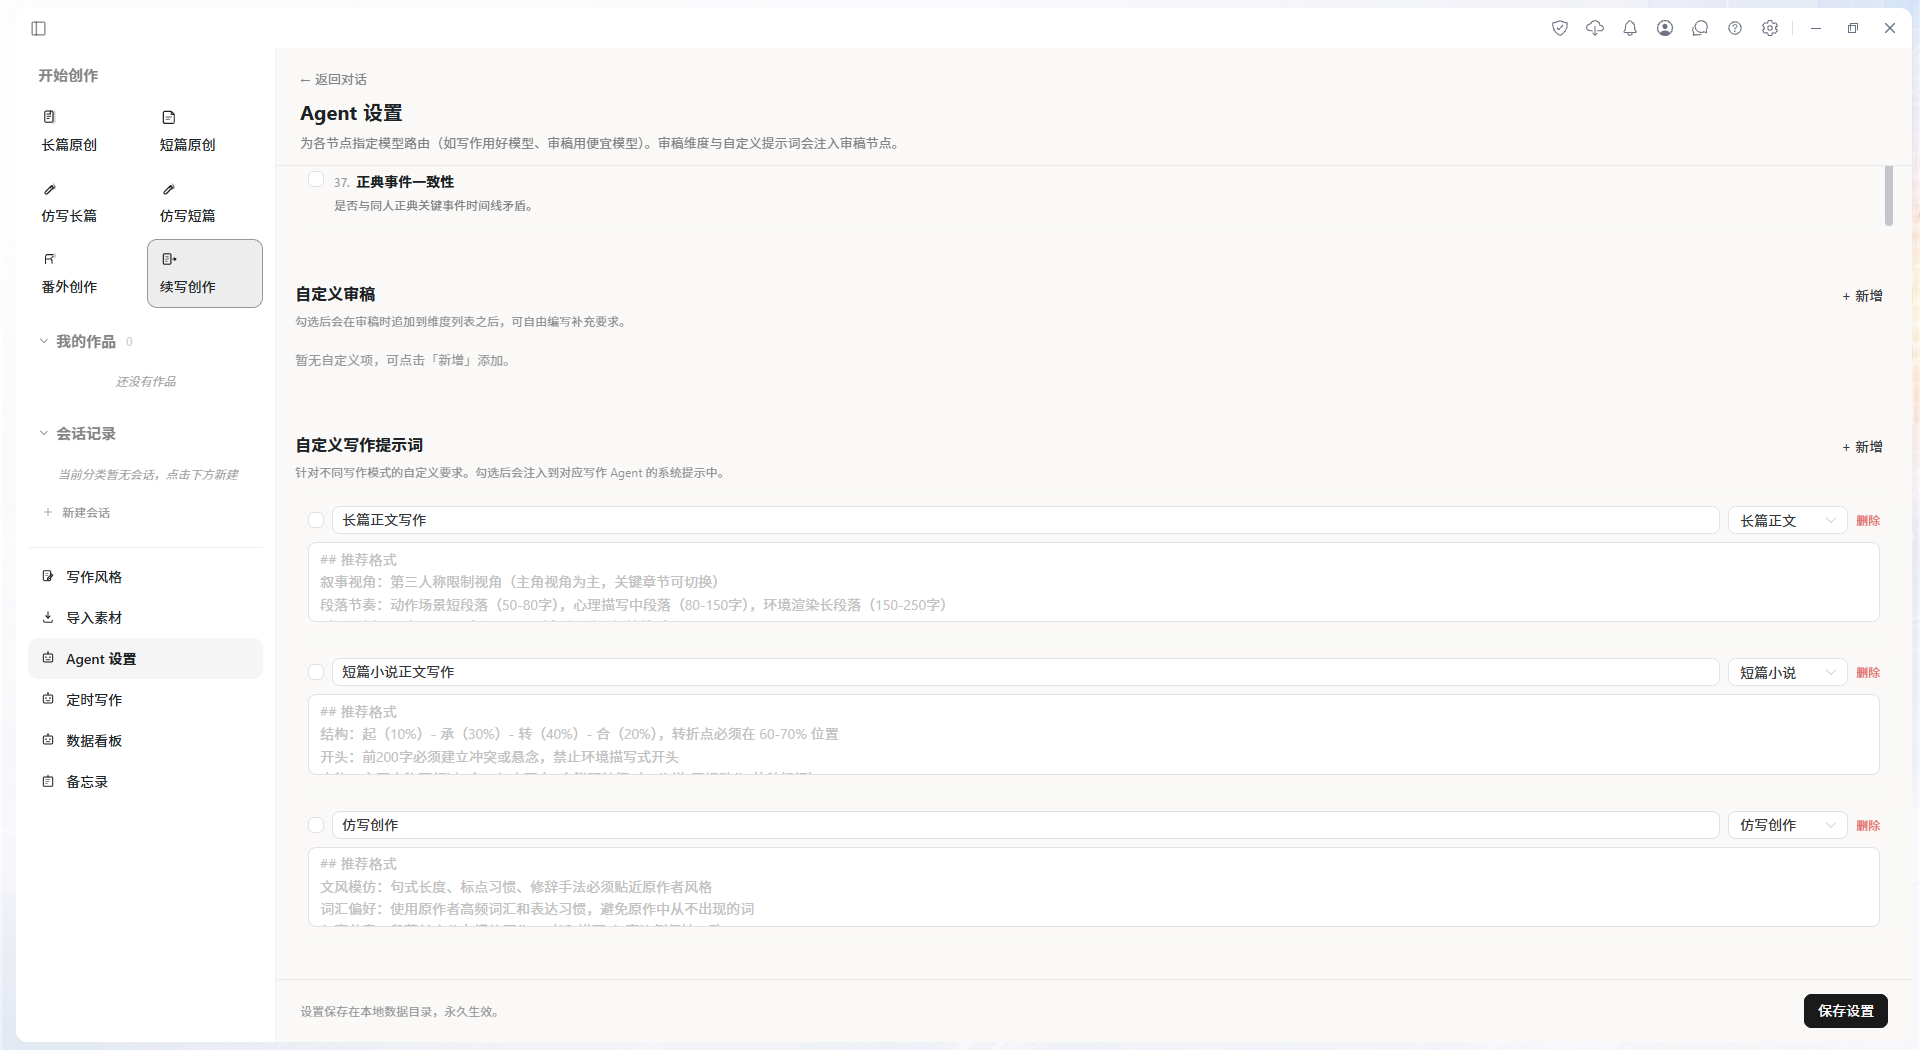 开始创作
长篇原创
短篇原创
仿写长篇
仿写短篇
番外创作
续写创作
我的作品 0
还没有作品
会话记录
当前分类暂无会话，点击下方新建
+ 新建会话
写作风格
导入素材
Agent 设置
定时写作
数据看板
备忘录
← 返回对话
Agent 设置
为各节点指定模型路由（如写作用好模型、审稿用便宜模型）。审稿维度与自定义提示词会注入审稿节点。
37. 正典事件一致性
是否与同人正典关键事件时间线矛盾。
自定义审稿
+ 新增
勾选后会在审稿时追加到维度列表之后，可自由编写补充要求。
暂无自定义项，可点击「新增」添加。
自定义写作提示词
+ 新增
针对不同写作模式的自定义要求。勾选后会注入到对应写作 Agent 的系统提示中。
长篇正文写作
长篇正文
删除
## 推荐格式
叙事视角：第三人称限制视角（主角视角为主，关键章节可切换）
段落节奏：动作场景短段落（50-80字），心理描写中段落（80-150字），环境渲染长段落（150-250字）
短篇小说正文写作
短篇小说
删除
## 推荐格式
结构：起（10%）- 承（30%）- 转（40%）- 合（20%），转折点必须在 60-70% 位置
开头：前200字必须建立冲突或悬念，禁止环境描写式开头
仿写创作
仿写创作
删除
## 推荐格式
文风模仿：句式长度、标点习惯、修辞手法必须贴近原作者风格
词汇偏好：使用原作者高频词汇和表达习惯，避免原作中从不出现的词
设置保存在本地数据目录，永久生效。
保存设置